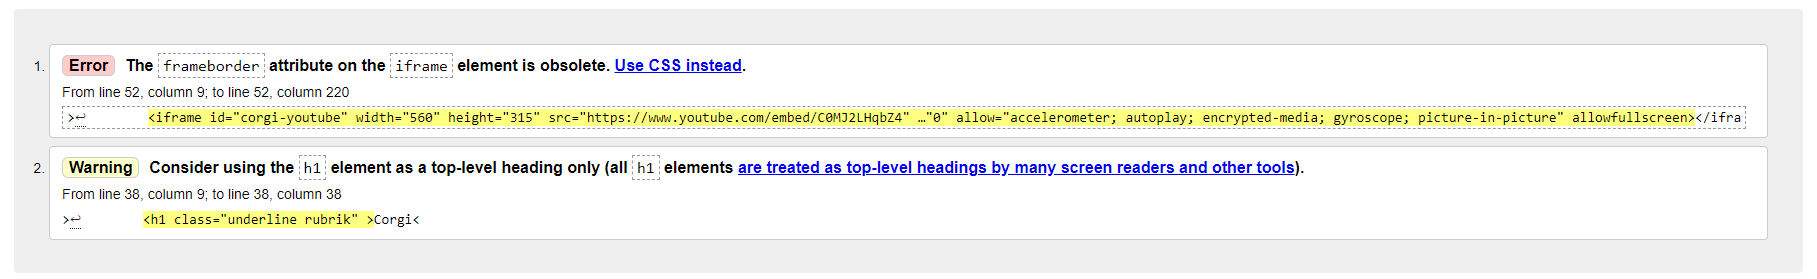 1. Error The frameborder attribute on the iframe element is obsolete. Use CSS instead.
From line 52, column 9; to line 52, column 220
>↩        <iframe id="corgi-youtube" width="560" height="315" src="https://www.youtube.com/embed/C0MJ2LHqbZ4" …"0" allow="accelerometer; autoplay; encrypted-media; gyroscope; picture-in-picture" allowfullscreen></ifra
2. Warning Consider using the h1 element as a top-level heading only (all h1 elements are treated as top-level headings by many screen readers and other tools).
From line 38, column 9; to line 38, column 38
>↩        <h1 class="underline rubrik" >Corgi<